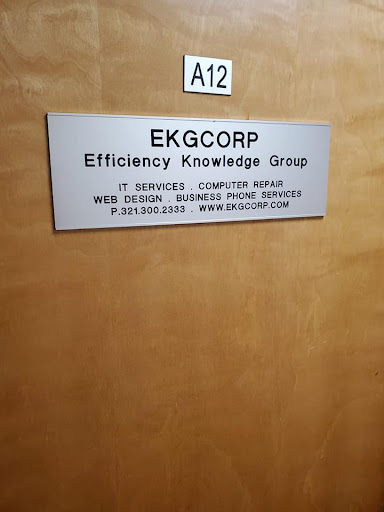 A12
EKGCORP
Efficiency Knowledge Group
IT SERVICES . COMPUTER REPAIR
WEB DESIGN . BUSINESS PHONE SERVICES
P.321.300.2333 . WWW.EKGCORP.COM